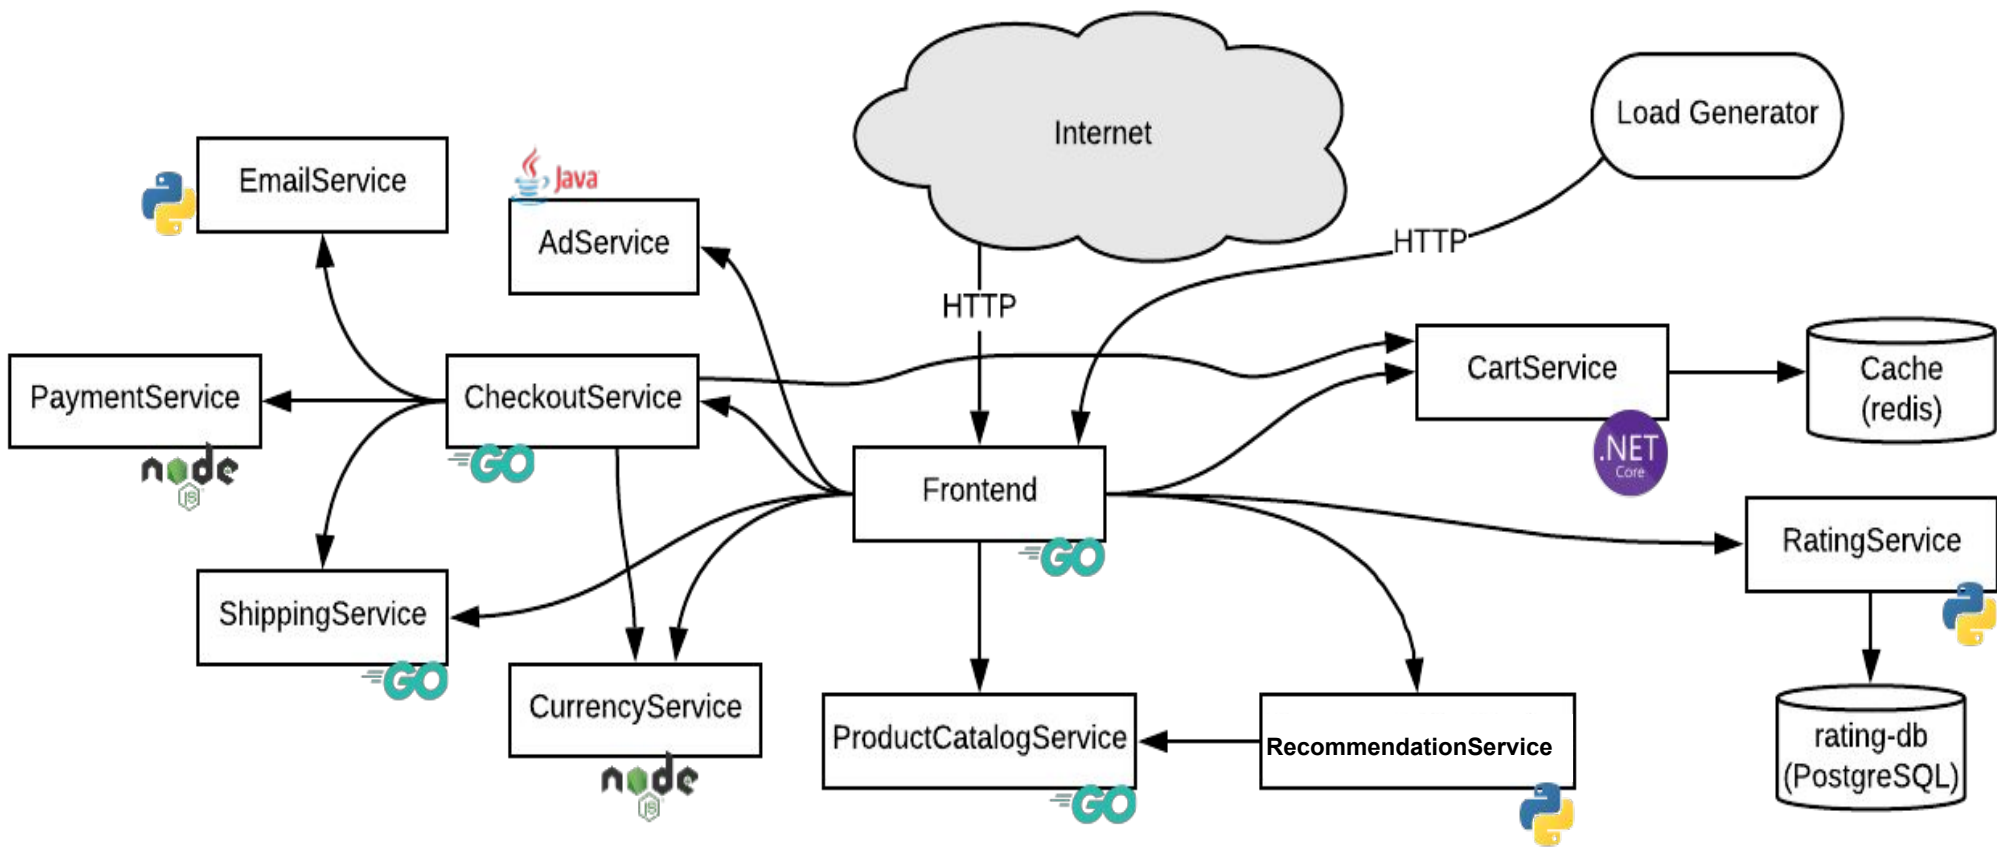 Internet
Load Generator
EmailService
Java
AdService
HTTP
HTTP
PaymentService
CheckoutService
CartService
Cache
(redis)
node
JS
GO
.NET
Core
Frontend
GO
RatingService
ShippingService
GO
CurrencyService
node
JS
ProductCatalogService
GO
RecommendationService
rating-db
(PostgreSQL)